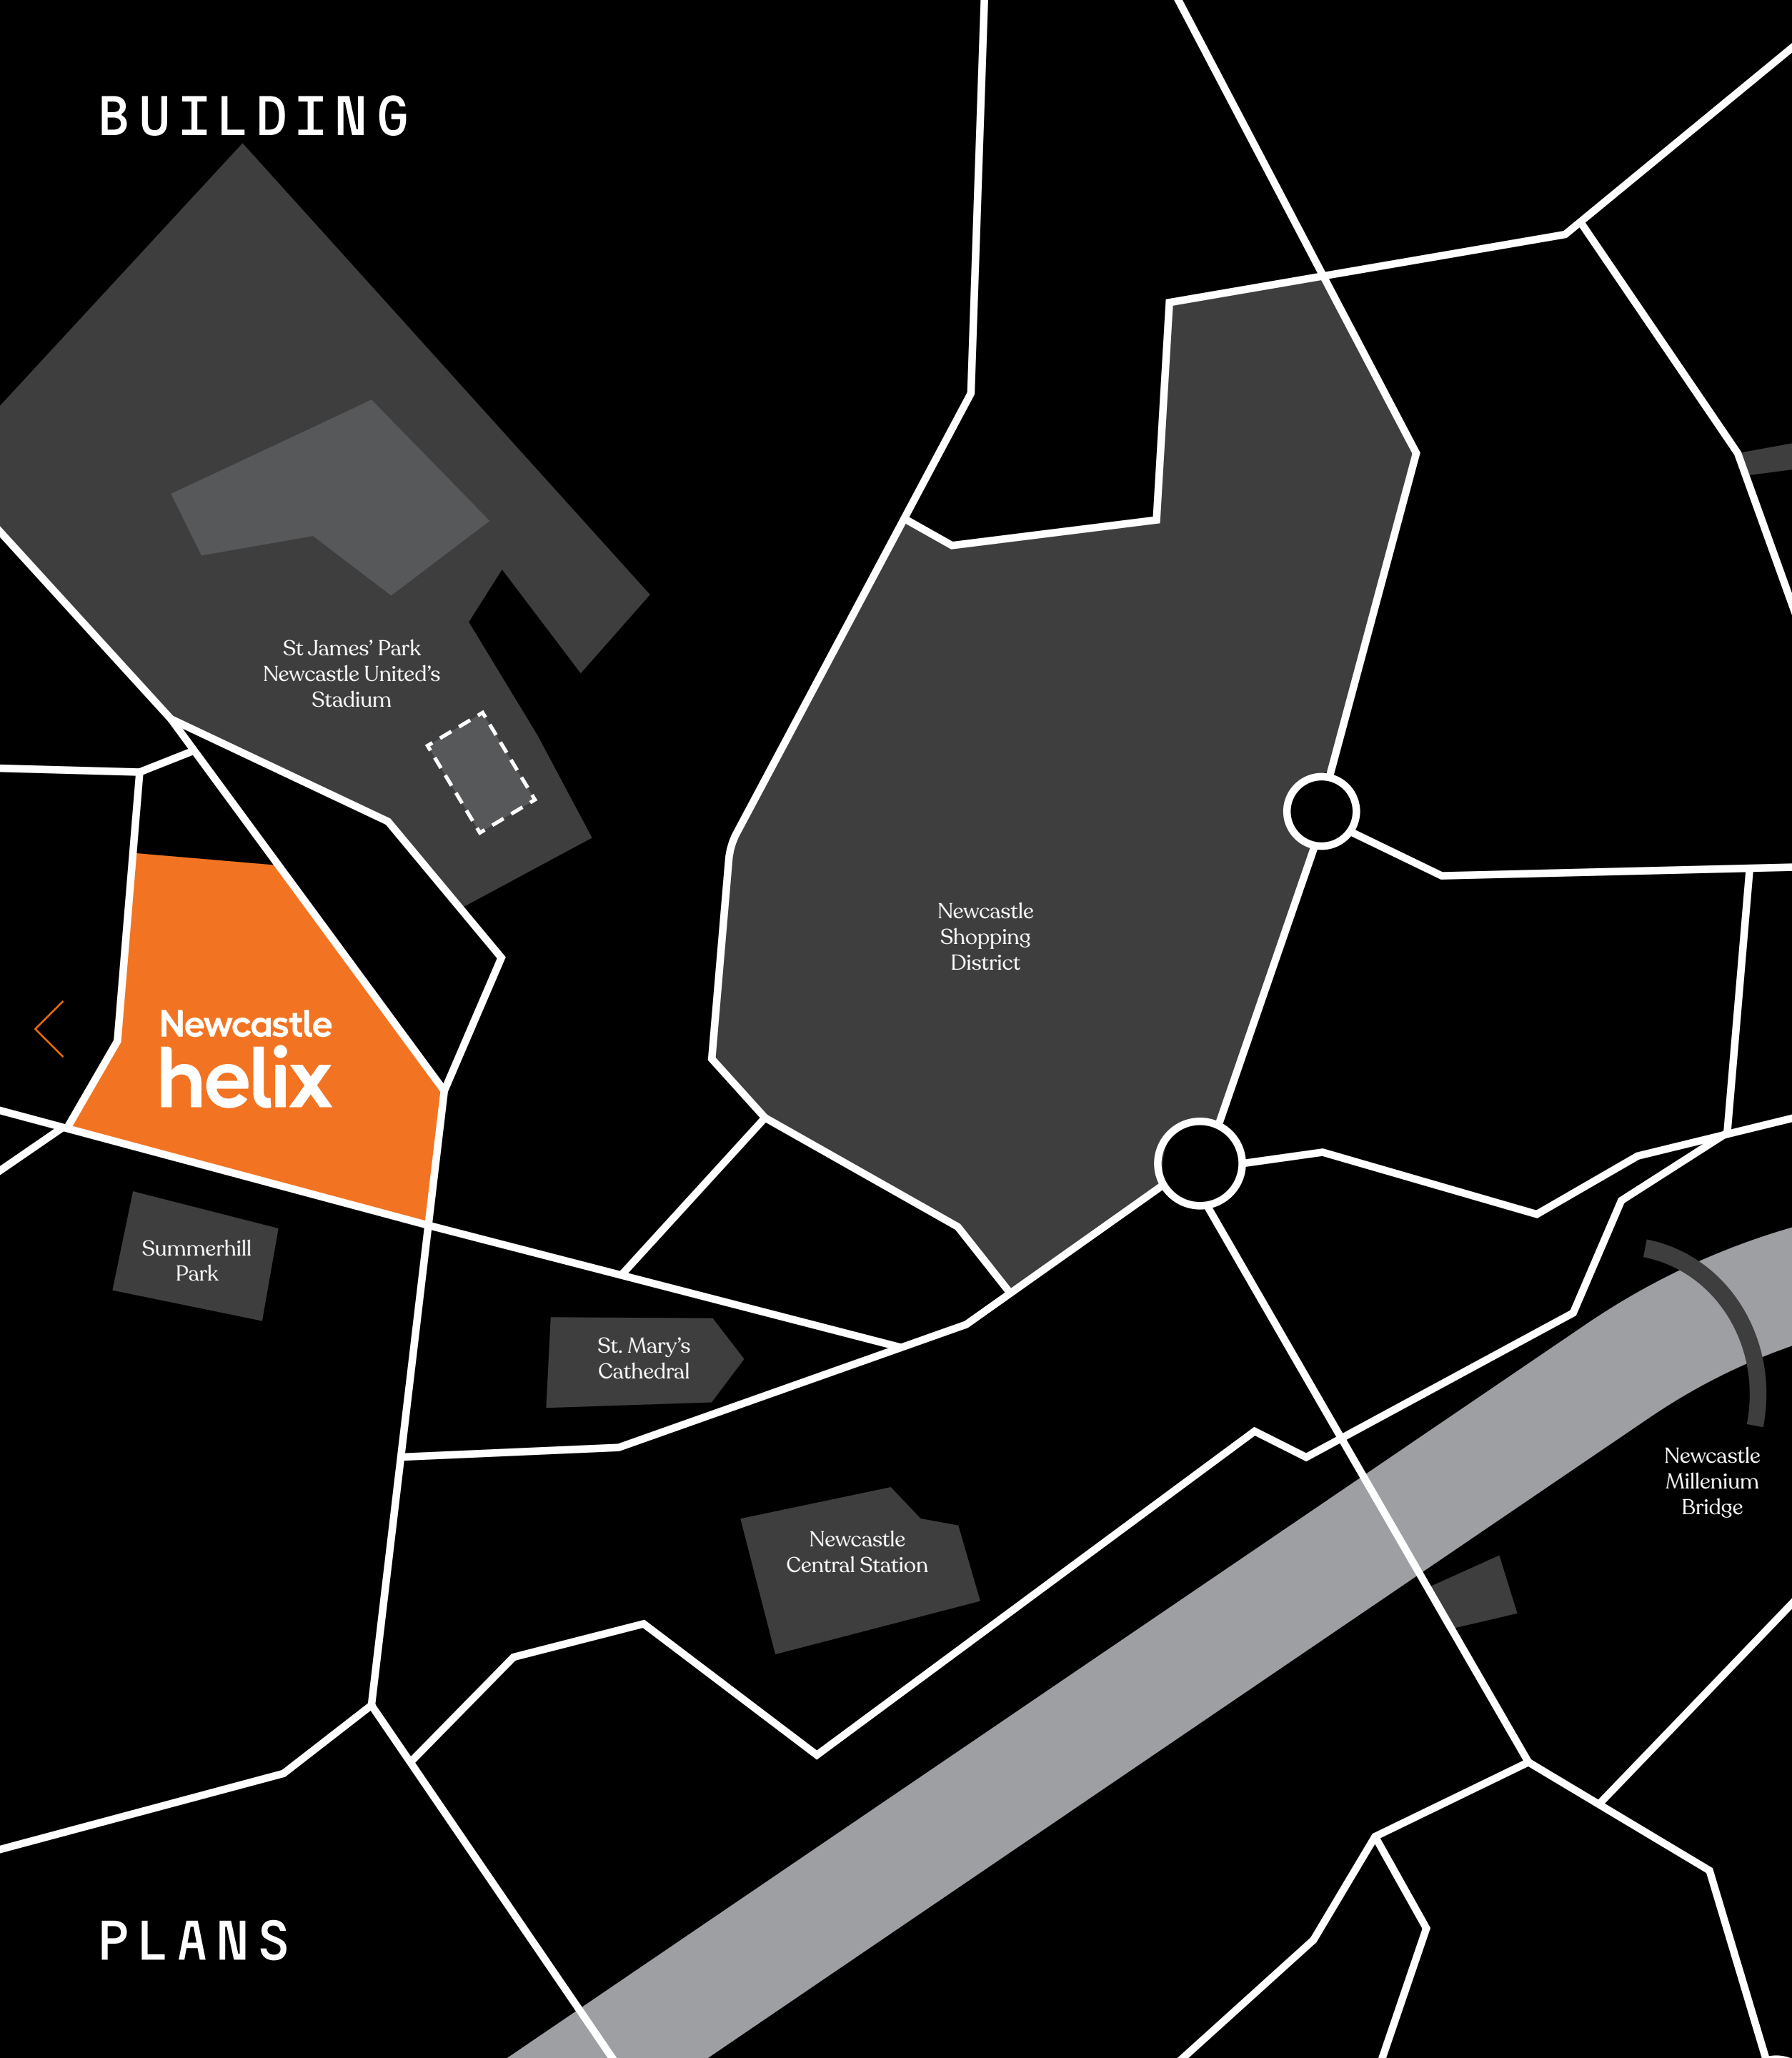 BUILDING
St James’ Park
Newcastle United’s
Stadium
Newcastle
Shopping
District
Newcastle
helix
Summerhill
Park
St. Mary’s
Cathedral
Newcastle
Millenium
Bridge
Newcastle
Central Station
PLANS